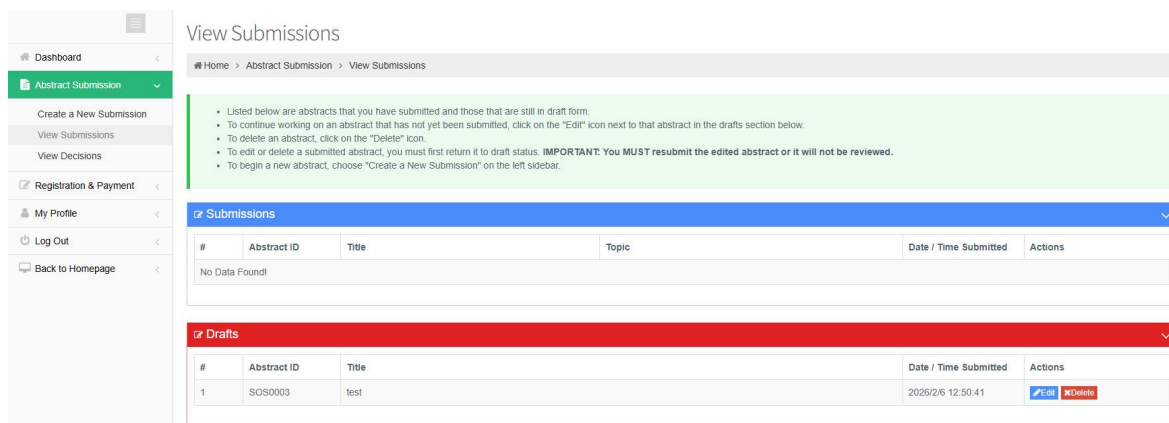 View Submissions
Dashboard
Home > Abstract Submission > View Submissions
Abstract Submission
Create a New Submission
View Submissions
View Decisions
Registration & Payment
My Profile
Log Out
Back to Homepage
Listed below are abstracts that you have submitted and those that are still in draft form.
To continue working on an abstract that has not yet been submitted, click on the "Edit" icon next to that abstract in the drafts section below.
To delete an abstract, click on the "Delete" icon.
To edit or delete a submitted abstract, you must first return it to draft status. IMPORTANT: You MUST resubmit the edited abstract or it will not be reviewed.
To begin a new abstract, choose "Create a New Submission" on the left sidebar.
Submissions
# Abstract ID Title Topic Date / Time Submitted Actions
No Data Found!
Drafts
# Abstract ID Title Date / Time Submitted Actions
1 SOS0003 test 2026/2/6 12:50:41 Edit Delete